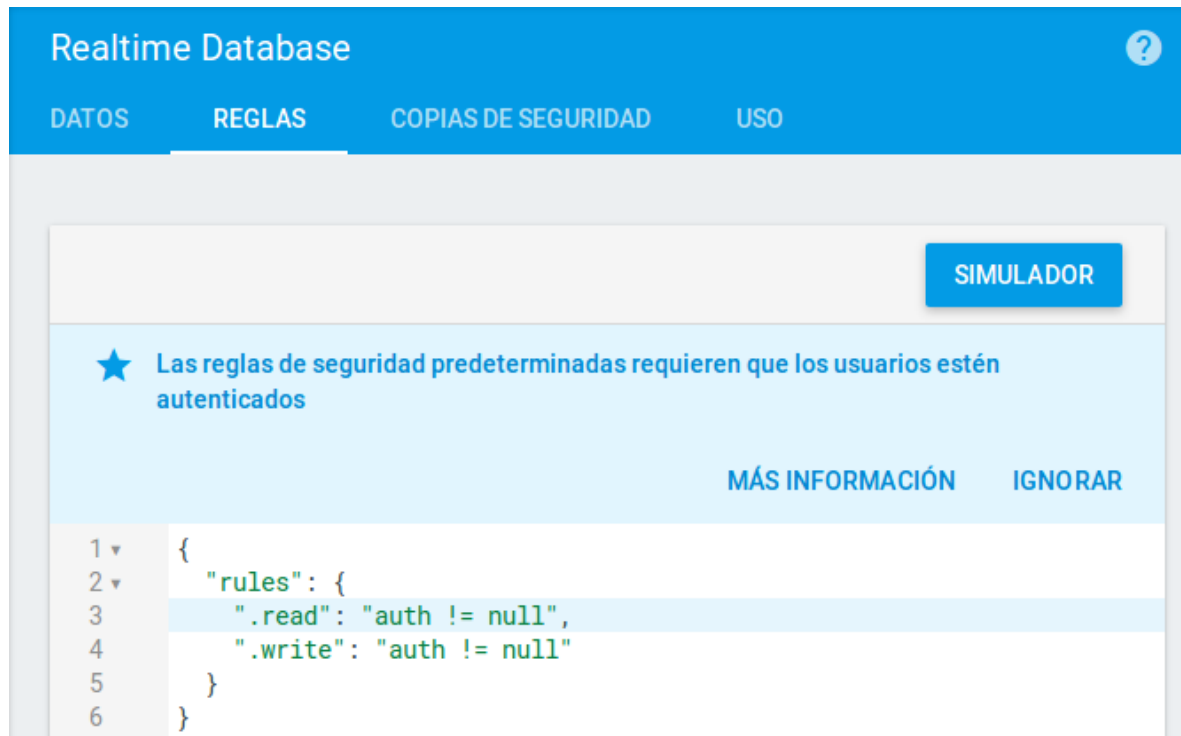 Realtime Database
DATOS REGLAS COPIAS DE SEGURIDAD USO
SIMULADOR
Las reglas de seguridad predeterminadas requieren que los usuarios estén
autenticados
MÁS INFORMACIÓN IGNORAR
1 {
2 "rules": {
3 ".read": "auth != null",
4 ".write": "auth != null"
5 }
6 }